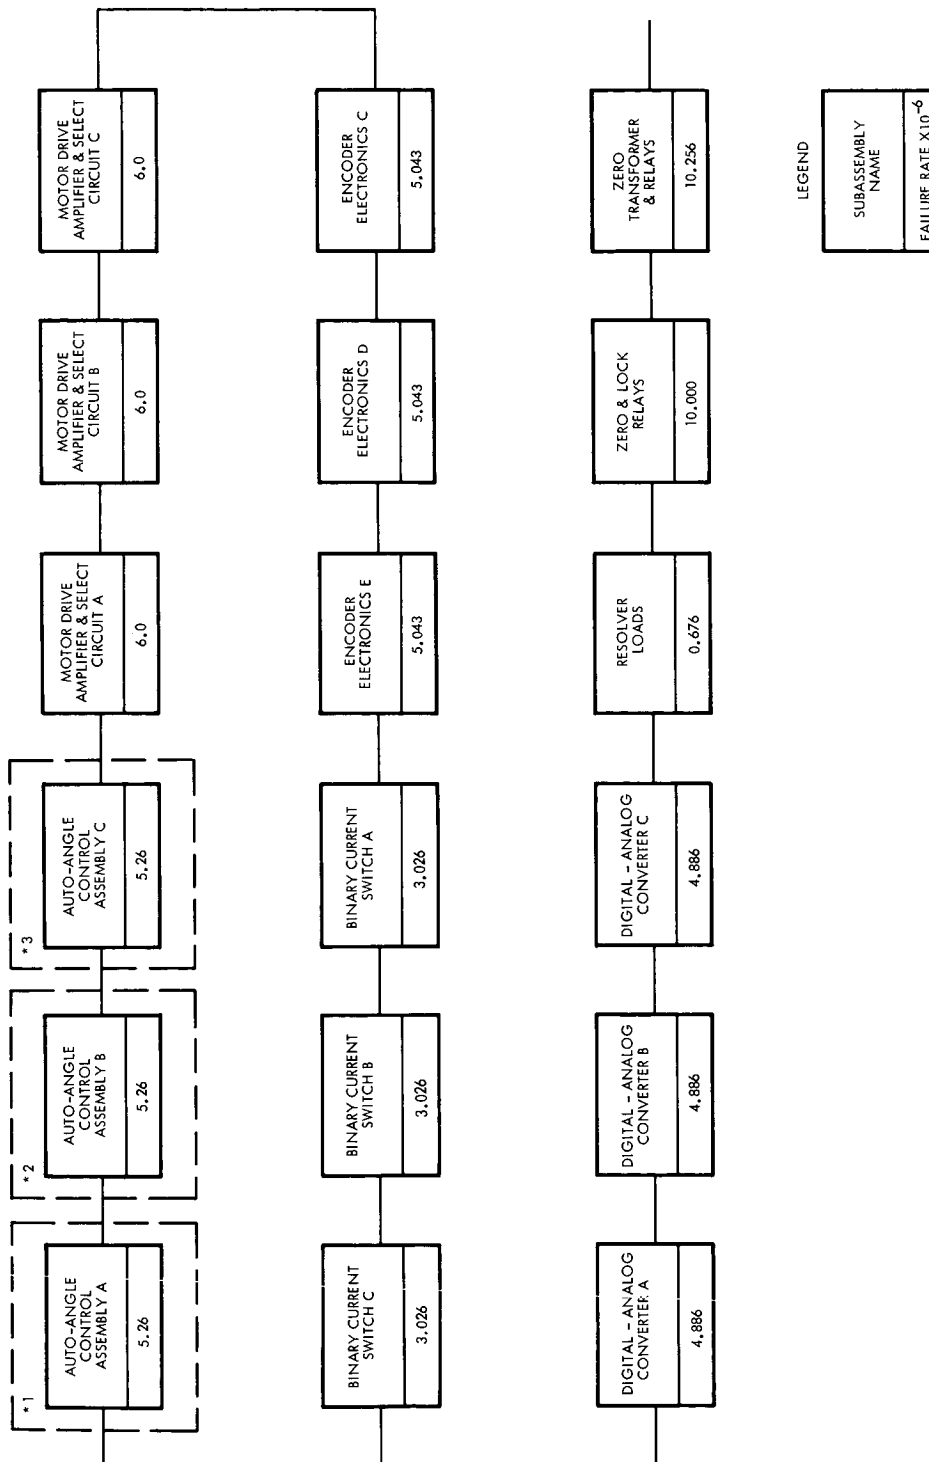 *1
AUTO-ANGLE
CONTROL
ASSEMBLY A
5.26
*2
AUTO-ANGLE
CONTROL
ASSEMBLY B
5.26
*3
AUTO-ANGLE
CONTROL
ASSEMBLY C
5.26
MOTOR DRIVE
AMPLIFIER & SELECT
CIRCUIT A
6.0
MOTOR DRIVE
AMPLIFIER & SELECT
CIRCUIT B
6.0
MOTOR DRIVE
AMPLIFIER & SELECT
CIRCUIT C
6.0
BINARY CURRENT
SWITCH C
3.026
BINARY CURRENT
SWITCH B
3.026
BINARY CURRENT
SWITCH A
3.026
ENCODER
ELECTRONICS E
5.043
ENCODER
ELECTRONICS D
5.043
ENCODER
ELECTRONICS C
5.043
DIGITAL - ANALOG
CONVERTER A
4.886
DIGITAL - ANALOG
CONVERTER B
4.886
DIGITAL - ANALOG
CONVERTER C
4.886
RESOLVER
LOADS
0.676
ZERO & LOCK
RELAYS
10.000
ZERO
TRANSFORMER
& RELAYS
10.256
LEGEND
SUBASSEMBLY
NAME
FAILURE RATE X10-6